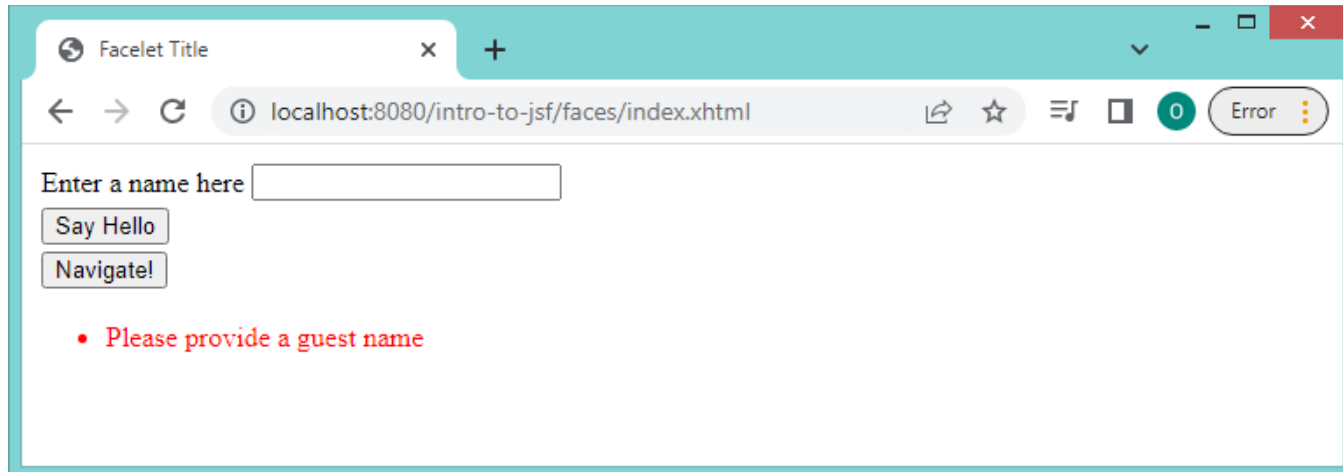 Facelet Title
localhost:8080/intro-to-jsf/faces/index.xhtml
O
Error
Enter a name here
Say Hello
Navigate!
• Please provide a guest name